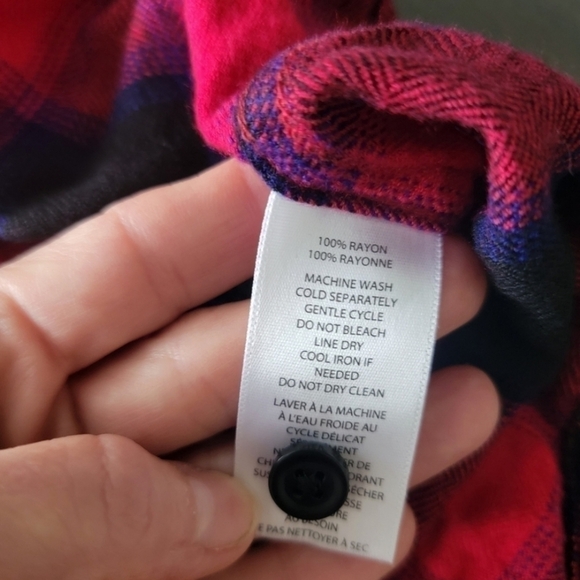 100% RAYON
100% RAYONNE
MACHINE WASH
COLD SEPARATELY
GENTLE CYCLE
DO NOT BLEACH
LINE DRY
COOL IRON IF
NEEDED
DO NOT DRY CLEAN
LAVER À LA MACHINE
À L'EAU FROIDE AU
CYCLE DÉLICAT
DE
AU BESOIN
PAS NETTOYER À SEC